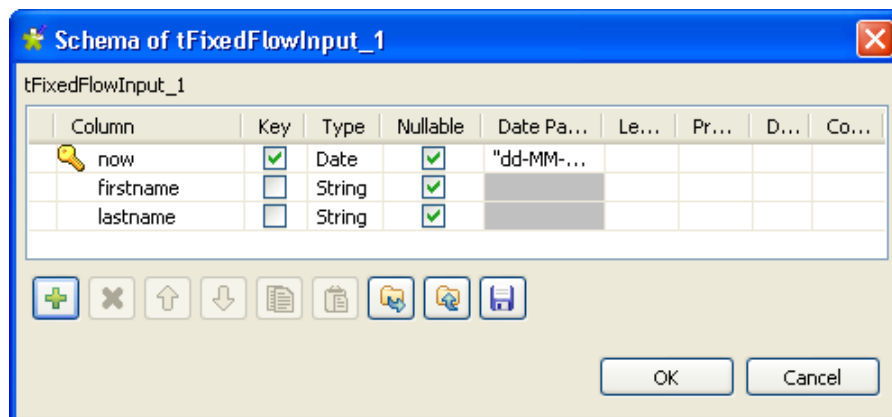 Schema of tFixedFlowInput_1
tFixedFlowInput_1
Column Key Type Nullable Date Pa... Le... Pr... D... Co...
now Date "dd-MM-...
firstname String
lastname String
OK Cancel